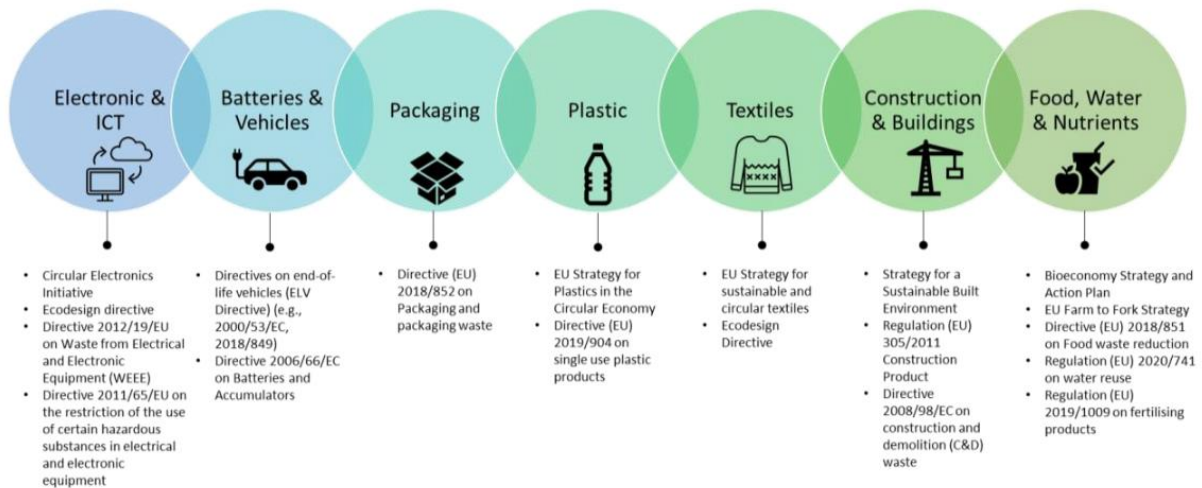 Electronic &
ICT
Batteries &
Vehicles
Packaging
Plastic
Textiles
Construction
& Buildings
Food, Water
& Nutrients
• Circular Electronics
Initiative
• Ecodesign directive
• Directive 2012/19/EU
on Waste from Electrical
and Electronic
Equipment (WEEE)
• Directive 2011/65/EU on
the restriction of the use
of certain hazardous
substances in electrical
and electronic
equipment
• Directives on end-of-
life vehicles (ELV
Directive) (e.g.,
2000/53/EC,
2018/849)
• Directive 2006/66/EC
on Batteries and
Accumulators
• Directive (EU)
2018/852 on
Packaging and
packaging waste
• EU Strategy for
Plastics in the
Circular Economy
• Directive (EU)
2019/904 on
single use plastic
products
• EU Strategy for
sustainable and
circular textiles
• Ecodesign
Directive
• Strategy for a
Sustainable Built
Environment
• Regulation (EU)
305/2011
Construction
Product
• Directive
2008/98/EC on
construction and
demolition (C&D)
waste
• Bioeconomy Strategy and
Action Plan
• EU Farm to Fork Strategy
• Directive (EU) 2018/851
on Food waste reduction
• Regulation (EU) 2020/741
on water reuse
• Regulation (EU)
2019/1009 on fertilising
products